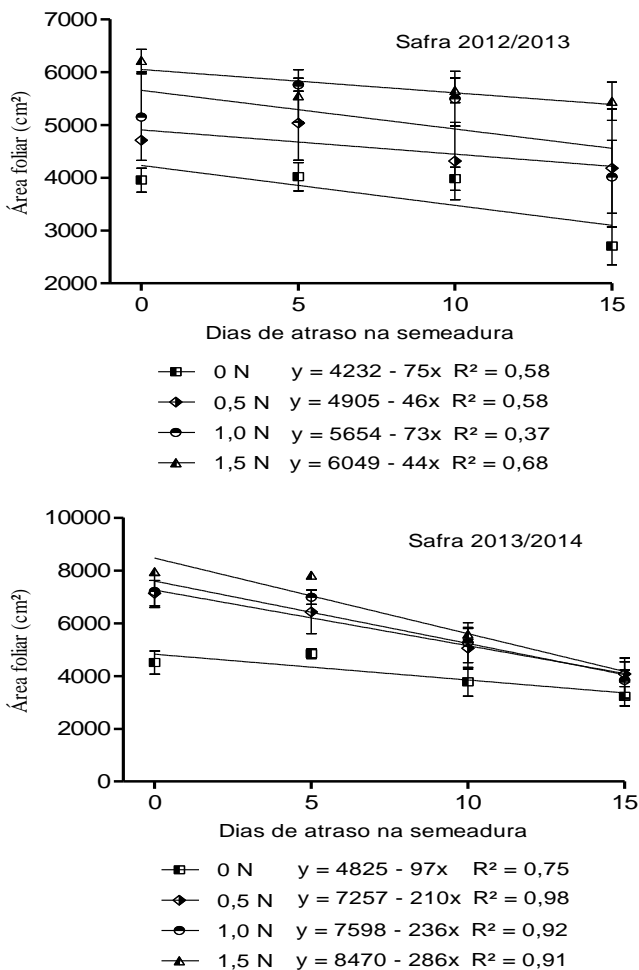 7000
Safra 2012/2013
6000
5000
4000
3000
2000
Área foliar (cm²)
0 5 10 15
Dias de atraso na semeadura
0 N y = 4232 - 75x R² = 0,58
0,5 N y = 4905 - 46x R² = 0,58
1,0 N y = 5654 - 73x R² = 0,37
1,5 N y = 6049 - 44x R² = 0,68
10000
Safra 2013/2014
8000
6000
4000
2000
0
Área foliar (cm²)
0 5 10 15
Dias de atraso na semeadura
0 N y = 4825 - 97x R² = 0,75
0,5 N y = 7257 - 210x R² = 0,98
1,0 N y = 7598 - 236x R² = 0,92
1,5 N y = 8470 - 286x R² = 0,91